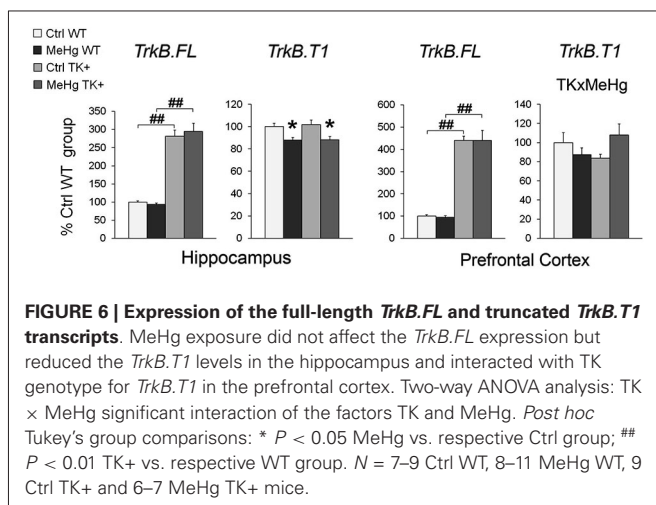 Ctrl WT
MeHg WT
Ctrl TK+
MeHg TK+
TrkB.FL
TrkB.T1
TrkB.FL
TrkB.T1
TKxMeHg
% Ctrl WT group
350
300
250
200
150
100
50
0
##
##
120
100
80
60
40
20
0
*
*
600
500
400
300
200
100
0
##
##
140
120
100
80
60
40
20
0
Hippocampus
Prefrontal Cortex
FIGURE 6 | Expression of the full-length TrkB.FL and truncated TrkB.T1
transcripts. MeHg exposure did not affect the TrkB.FL expression but
reduced the TrkB.T1 levels in the hippocampus and interacted with TK
genotype for TrkB.T1 in the prefrontal cortex. Two-way ANOVA analysis: TK
× MeHg significant interaction of the factors TK and MeHg. Post hoc
Tukey's group comparisons: * P < 0.05 MeHg vs. respective Ctrl group; ##
P < 0.01 TK+ vs. respective WT group. N = 7–9 Ctrl WT, 8–11 MeHg WT, 9
Ctrl TK+ and 6–7 MeHg TK+ mice.